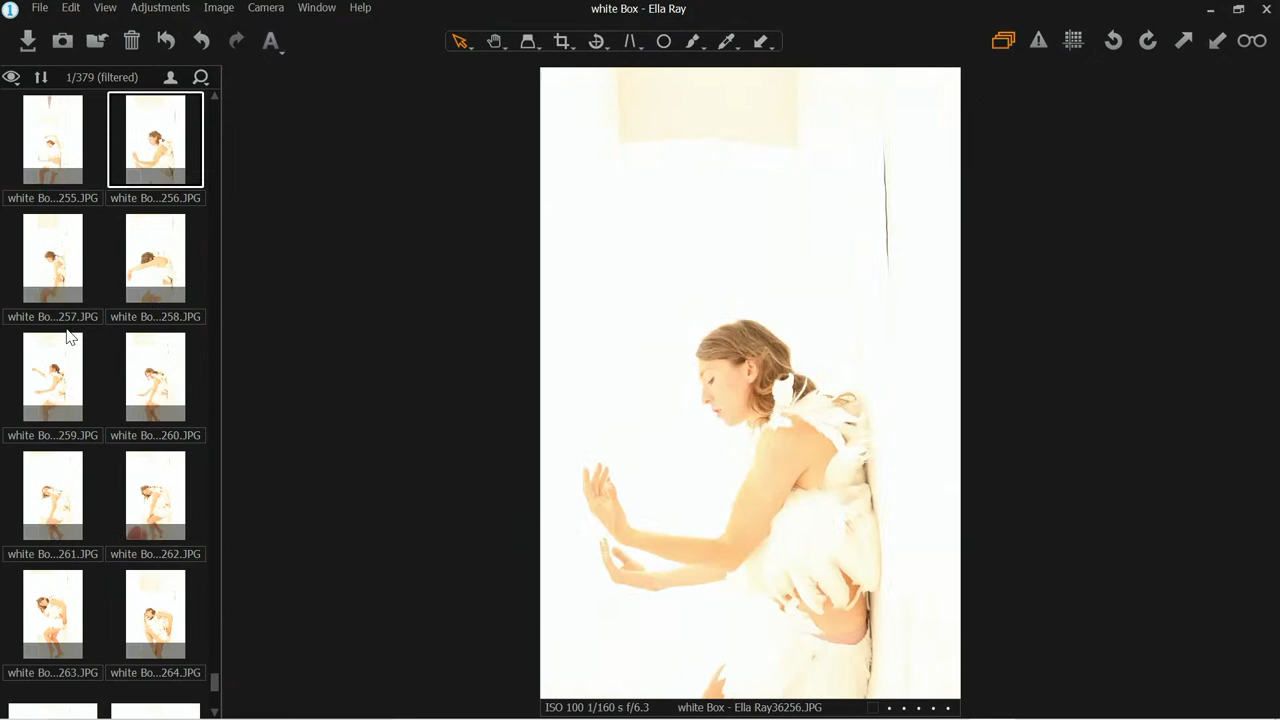 white Box - Ella Ray
File Edit View Adjustments Image Camera Window Help
1/379 (filtered)
white Bo...255.JPG white Bo...256.JPG
white Bo...257.JPG white Bo...258.JPG
white Bo...259.JPG white Bo...260.JPG
white Bo...261.JPG white Bo...262.JPG
white Bo...263.JPG white Bo...264.JPG
ISO 100 1/160 s f/6.3 white Box - Ella Ray36256.JPG